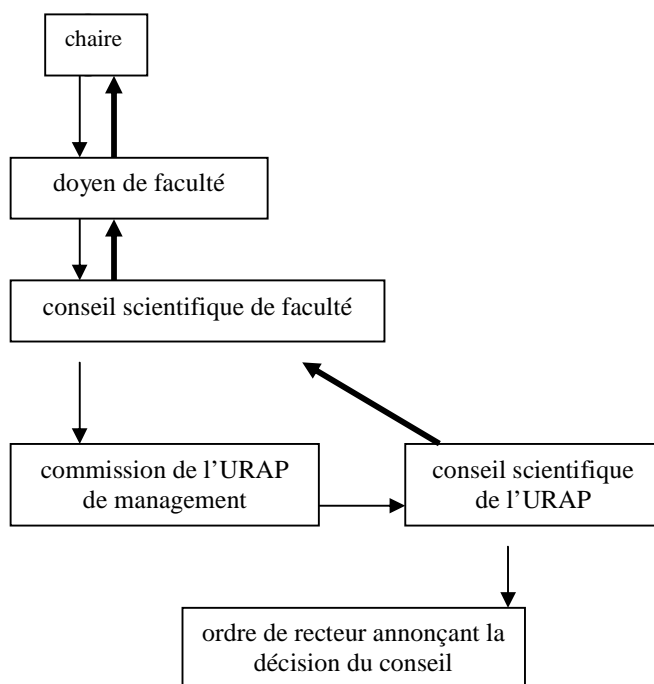 chaire
doyen de faculté
conseil scientifique de faculté
commission de l’URAP
de management
conseil scientifique
de l’URAP
ordre de recteur annonçant la
décision du conseil